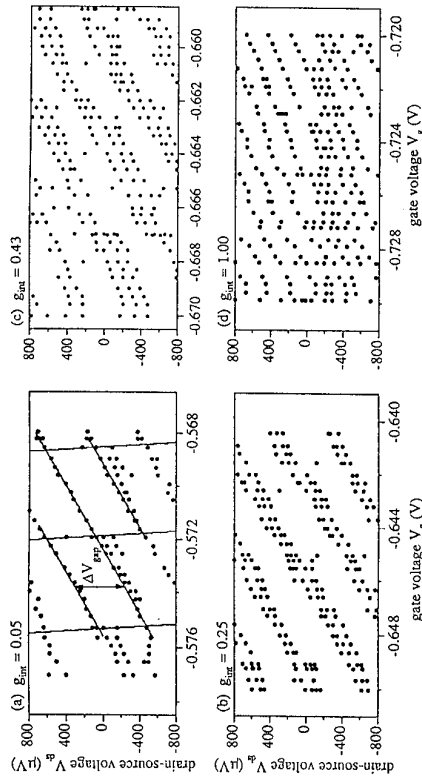 (a) g_int = 0.05
800
400
0
-400
-800
ΔV_gap
-0.576 -0.572 -0.568
drain-source voltage V_ds (μV)
(c) g_int = 0.43
800
400
0
-400
-800
-0.670 -0.668 -0.666 -0.664 -0.662 -0.660
(b) g_int = 0.25
800
400
0
-400
-800
-0.648 -0.644 -0.640
drain-source voltage V_ds (μV)
gate voltage V_g (V)
(d) g_int = 1.00
800
400
0
-400
-800
-0.728 -0.724 -0.720
gate voltage V_g (V)